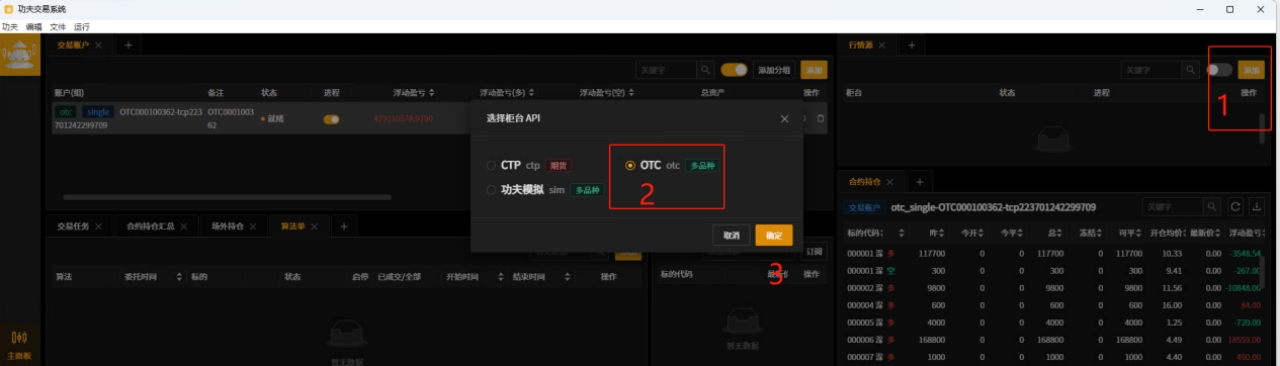 功夫交易系统
功夫 编辑 文件 运行
交易账户
行情源
关键字 添加分组 添加
关键字 添加
账户(组) 备注 状态 进程 浮动盈亏 浮动盈亏(多) 浮动盈亏(空) 总资产 操作
柜台 状态 进程 操作
1
otc single OTC000100362-tcp223 OTC0001003
701242299709 62
就绪
选择柜台 API
CTP ctp 期货
OTC otc 多品种
功夫模拟 sim 多品种
2
取消 确定
3
合约持仓
交易账户 otc_single-OTC000100362-tcp223701242299709 关键字
交易任务 合约持仓汇总 场外持仓 算法单
订阅
算法 委托时间 标的 状态 启停 已成交/全部 开始时间 结束时间 操作
标的代码 操作
标的代码 昨 今开 今平 总 冻结 可平 开仓均价 最新价 浮动盈亏
000001 深 多 117700 0 0 117700 0 117700 10.33 0.00 -3548.54
000001 深 空 300 0 0 300 0 300 9.41 0.00 -267.00
000002 深 多 9800 0 0 9800 0 9800 11.56 0.00 -10848.00
000004 深 多 600 0 0 600 0 600 16.00 0.00 84.00
000005 深 多 4000 0 0 4000 0 4000 1.25 0.00 -720.00
000006 深 多 168800 0 0 168800 0 168800 4.49 0.00 18559.00
000007 深 多 1000 0 0 1000 0 1000 4.40 0.00 490.00
暂无数据
暂无数据
主面板